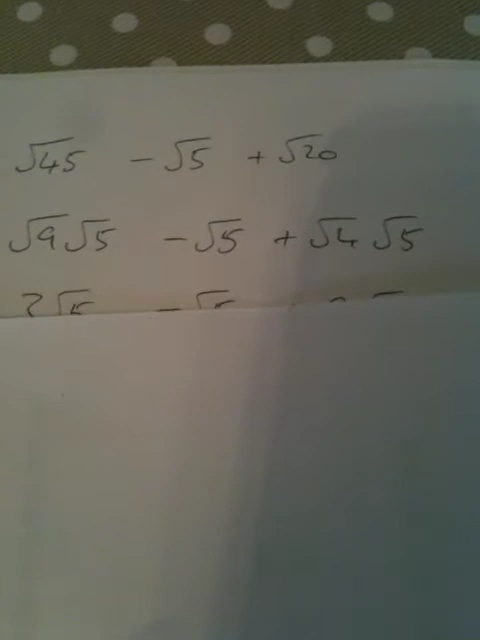 √45 - √5 + √20
√9 √5 - √5 + √4 √5